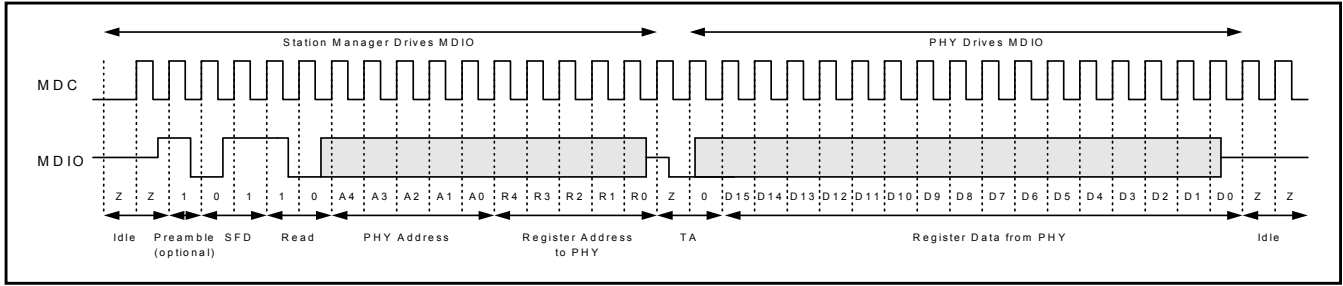 Station Manager Drives MDIO PHY Drives MDIO
MDC
MDIO
Z Z 1 0 1 1 0 A4 A3 A2 A1 A0 R4 R3 R2 R1 R0 Z 0 D15 D14 D13 D12 D11 D10 D9 D8 D7 D6 D5 D4 D3 D2 D1 D0 Z Z
Idle Preamble SFD Read PHY Address Register Address TA Register Data from PHY Idle
(optional) to PHY